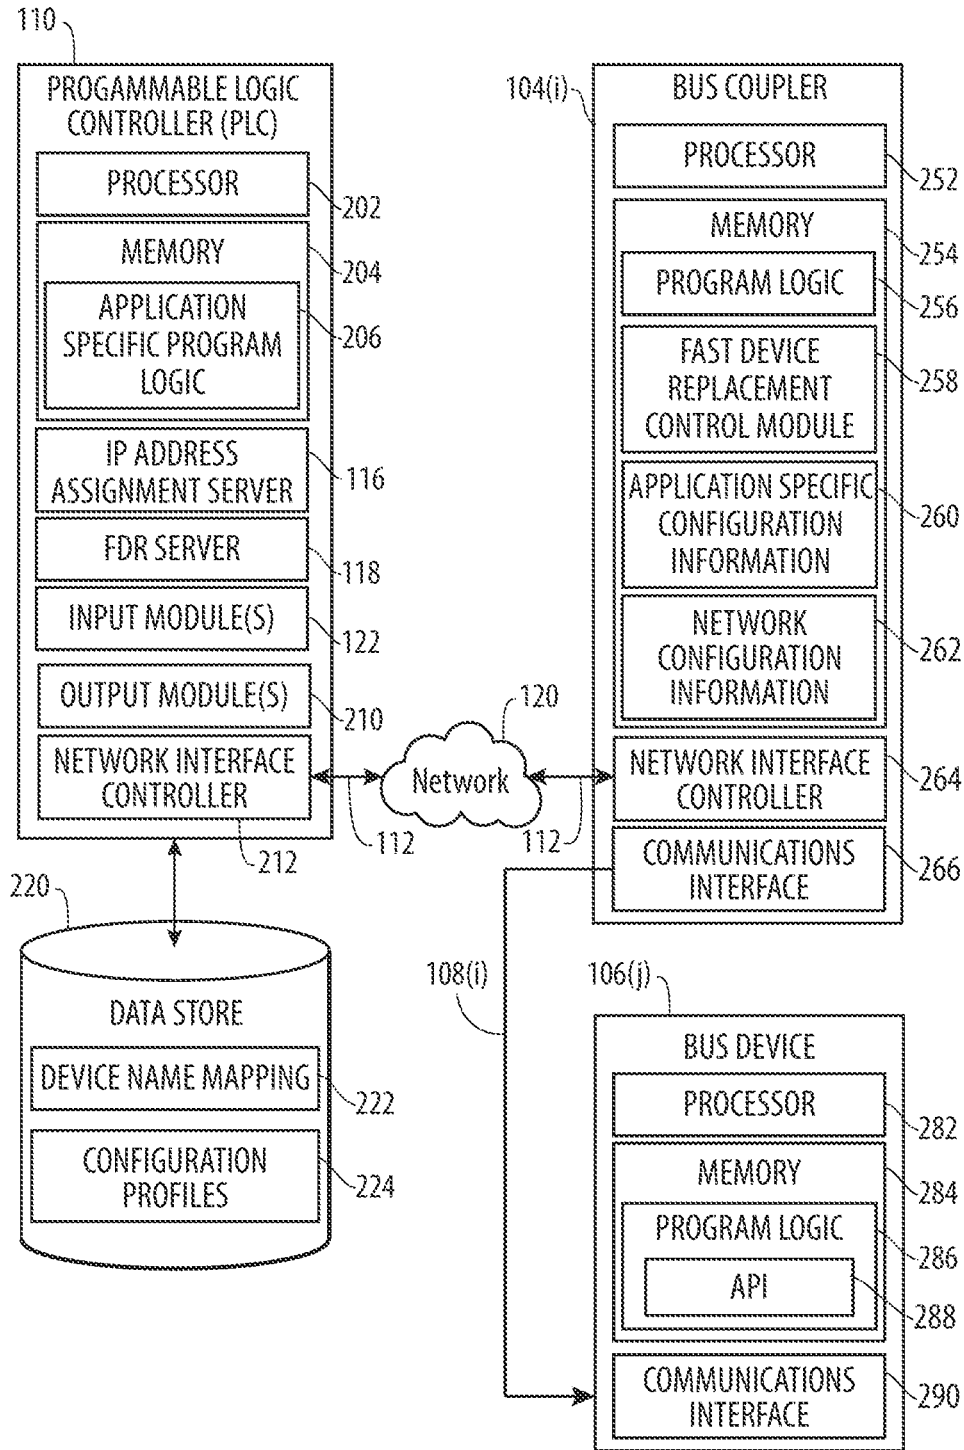 110
PROGAMMABLE LOGIC
CONTROLLER (PLC)
PROCESSOR
202
MEMORY
204
APPLICATION
SPECIFIC PROGRAM
LOGIC
206
IP ADDRESS
ASSIGNMENT SERVER
116
FDR SERVER
118
INPUT MODULE(S)
122
OUTPUT MODULE(S)
210
NETWORK INTERFACE
CONTROLLER
212
112
120
Network
112
220
DATA STORE
DEVICE NAME MAPPING
222
CONFIGURATION
PROFILES
224
104(i)
BUS COUPLER
PROCESSOR
252
MEMORY
254
PROGRAM LOGIC
256
FAST DEVICE
REPLACEMENT
CONTROL MODULE
258
APPLICATION SPECIFIC
CONFIGURATION
INFORMATION
260
NETWORK
CONFIGURATION
INFORMATION
262
NETWORK INTERFACE
CONTROLLER
264
COMMUNICATIONS
INTERFACE
266
108(i)
106(j)
BUS DEVICE
PROCESSOR
282
MEMORY
284
PROGRAM LOGIC
286
API
288
COMMUNICATIONS
INTERFACE
290